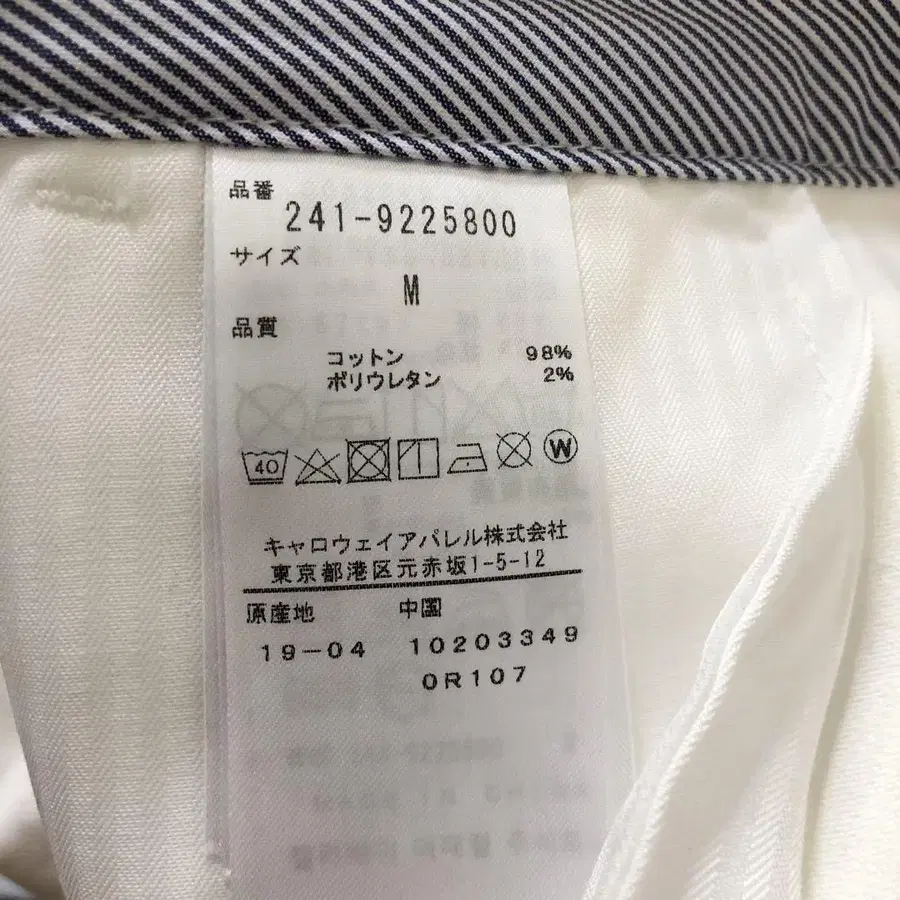 品番
241-9225800
サイズ
M
品質
コットン 98%
ポリウレタン 2%
40 W
キャロウェイアパレル株式会社
東京都港区元赤坂1-5-12
原産地 中国
19-04 10203349
0R107